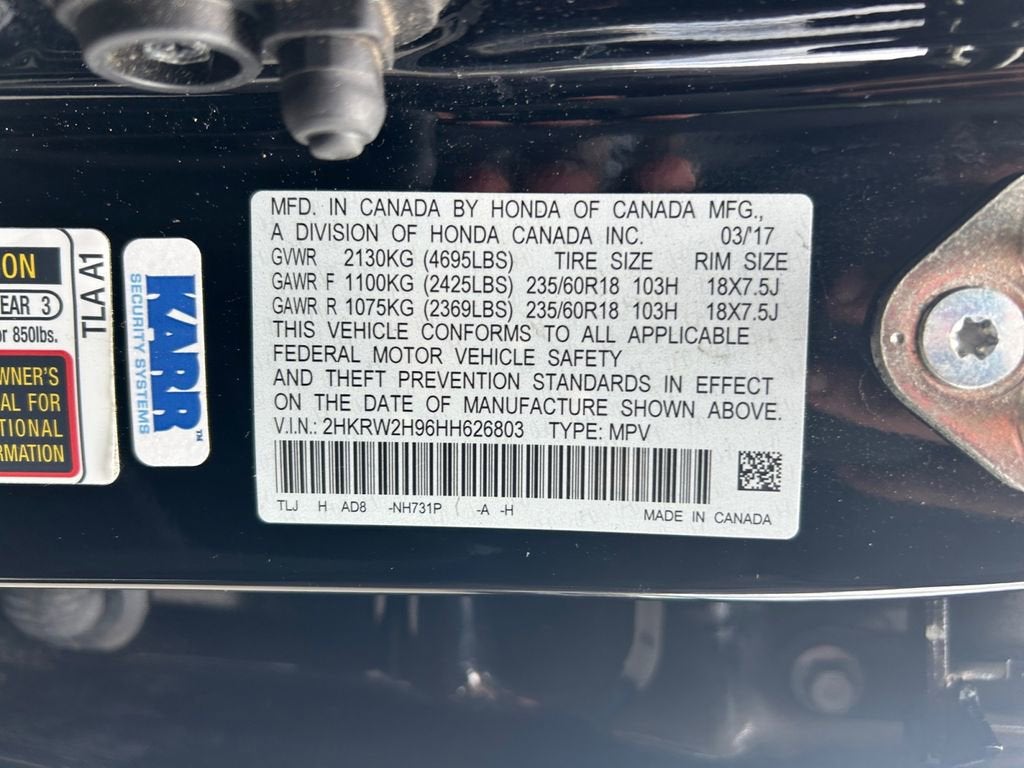 MFD. IN CANADA BY HONDA OF CANADA MFG.,
A DIVISION OF HONDA CANADA INC. 03/'17
GVWR 2130KG (4695LBS) TIRE SIZE RIM SIZE
GAWR F 1100KG (2425LBS) 235/60R18 103H 18X7.5J
GAWR R 1075KG (2369LBS) 235/60R18 103H 18X7.5J
THIS VEHICLE CONFORMS TO ALL APPLICABLE
FEDERAL MOTOR VEHICLE SAFETY
AND THEFT PREVENTION STANDARDS IN EFFECT
ON THE DATE OF MANUFACTURE SHOWN ABOVE.
V.I.N.: 2HKRW2H96HH626803 TYPE: MPV
TLJ H AD8 -NH731P -A -H
MADE IN CANADA
KARR™
SECURITY SYSTEMS
TLA A1
ON
YEAR 3
or 850lbs.
WNER'S
AL FOR
TIONAL
RMATION